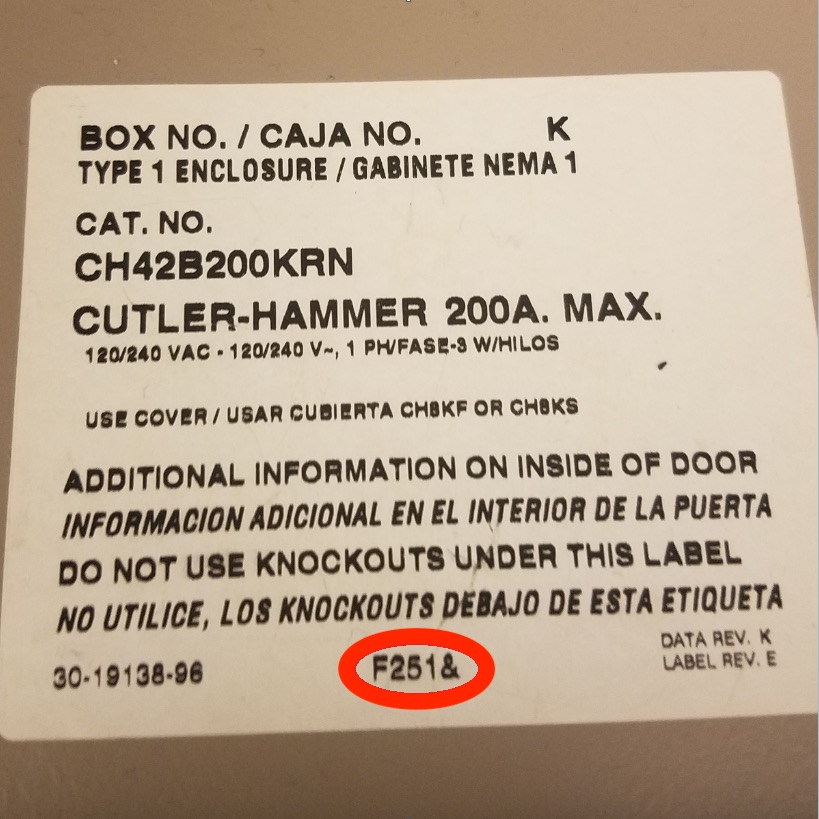 BOX NO. / CAJA NO. K
TYPE 1 ENCLOSURE / GABINETE NEMA 1
CAT. NO.
CH42B200KRN
CUTLER-HAMMER 200A. MAX.
120/240 VAC - 120/240 V~, 1 PH/FASE-3 W/HILOS
USE COVER / USAR CUBIERTA CH8KF OR CH8KS
ADDITIONAL INFORMATION ON INSIDE OF DOOR
INFORMACION ADICIONAL EN EL INTERIOR DE LA PUERTA
DO NOT USE KNOCKOUTS UNDER THIS LABEL
NO UTILICE, LOS KNOCKOUTS DEBAJO DE ESTA ETIQUETA
30-19138-96 F251& DATA REV. K
LABEL REV. E